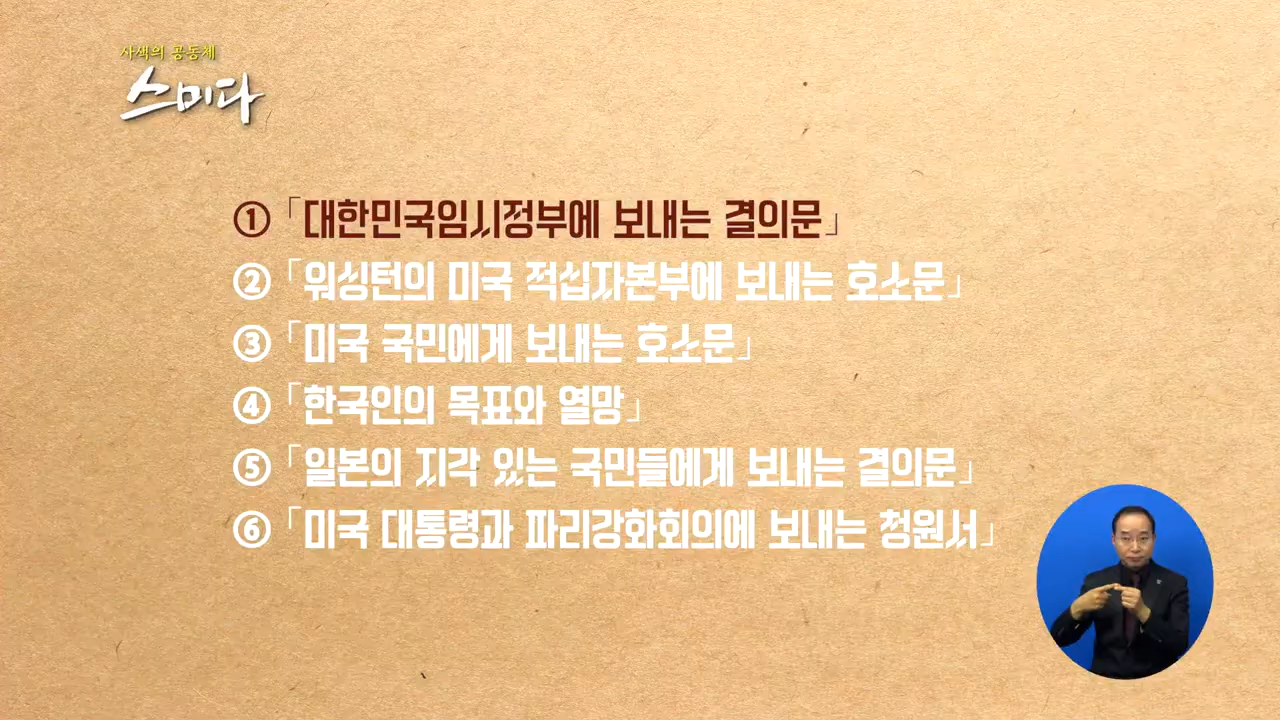 사색의 공동체
스미다
① 「대한민국임시정부에 보내는 결의문」
② 「워싱턴의 미국 적십자본부에 보내는 호소문」
③ 「미국 국민에게 보내는 호소문」
④ 「한국인의 목표와 열망」
⑤ 「일본의 지각 있는 국민들에게 보내는 결의문」
⑥ 「미국 대통령과 파리강화회의에 보내는 청원서」